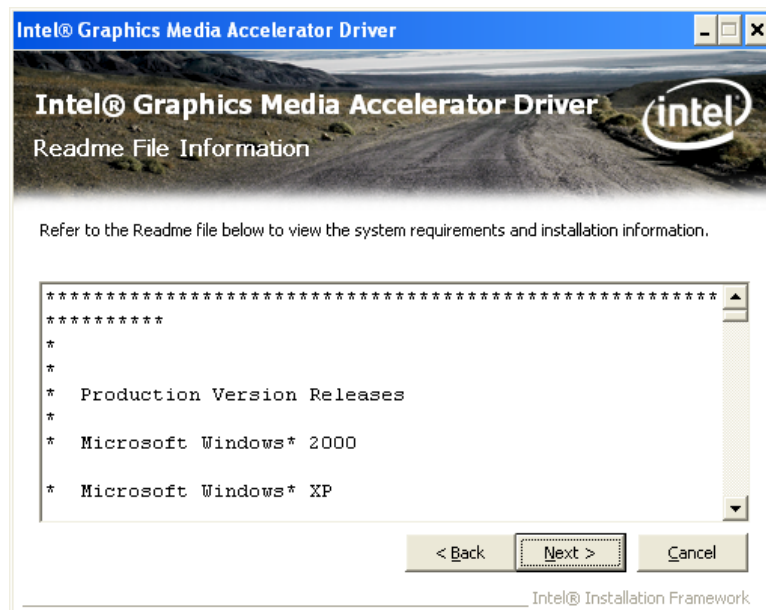 Intel® Graphics Media Accelerator Driver
Intel® Graphics Media Accelerator Driver
intel
Readme File Information
Refer to the Readme file below to view the system requirements and installation information.
********************************************************
**********
*
*
* Production Version Releases
*
* Microsoft Windows* 2000
* Microsoft Windows* XP
< Back
Next >
Cancel
Intel® Installation Framework